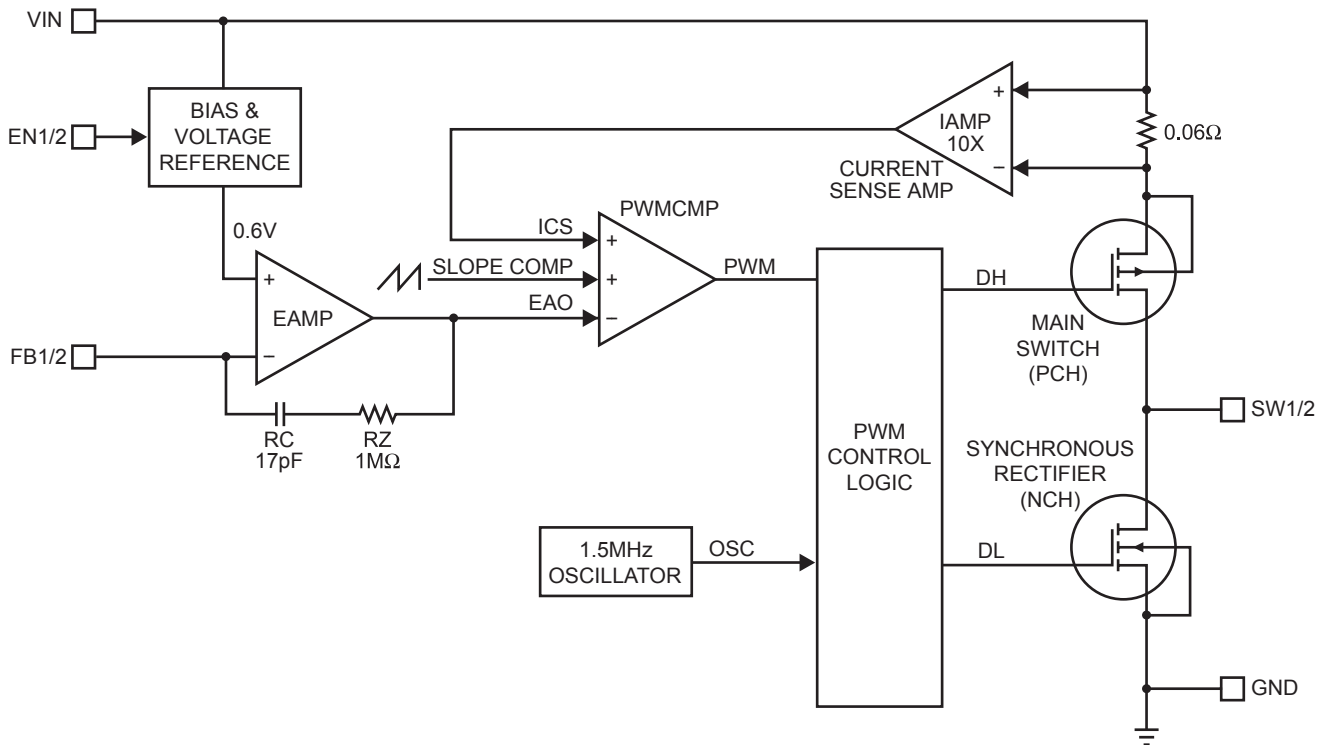 VIN
BIAS &
VOLTAGE
REFERENCE
EN1/2
0.6V
+
EAMP
−
FB1/2
RC
17pF
RZ
1MΩ
+
IAMP
10X
−
CURRENT
SENSE AMP
0.06Ω
PWMCMP
ICS
+
SLOPE COMP
+
EAO
−
PWM
1.5MHz
OSCILLATOR
OSC
PWM
CONTROL
LOGIC
DH
MAIN
SWITCH
(PCH)
SW1/2
SYNCHRONOUS
RECTIFIER
(NCH)
DL
GND